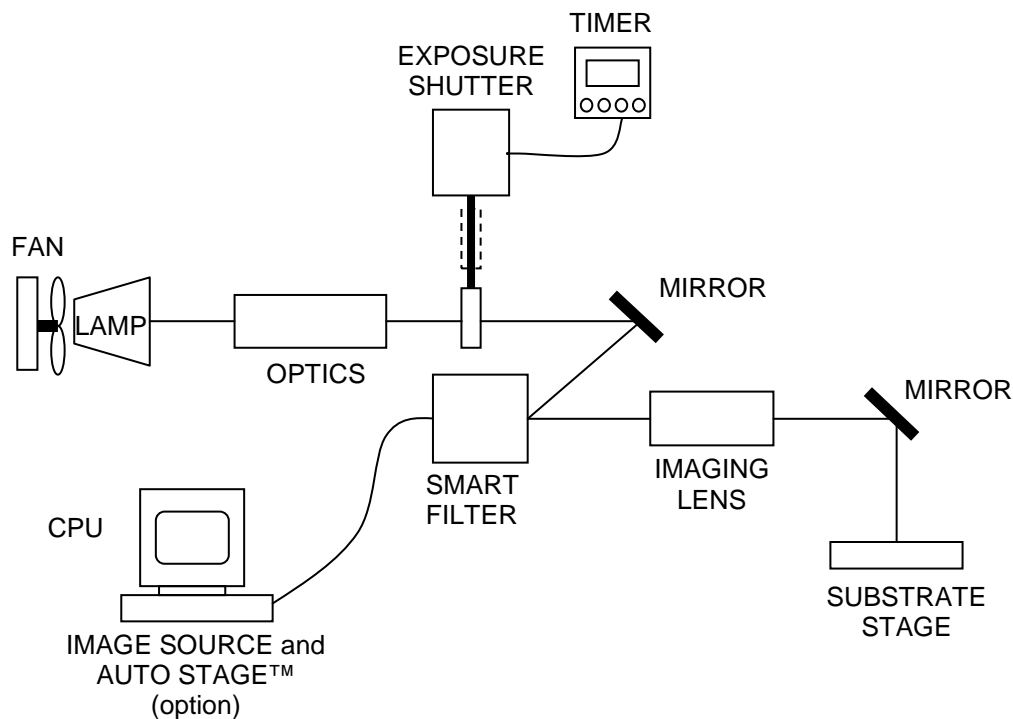 TIMER
EXPOSURE
SHUTTER
FAN
LAMP
OPTICS
MIRROR
MIRROR
SMART
FILTER
IMAGING
LENS
CPU
SUBSTRATE
STAGE
IMAGE SOURCE and
AUTO STAGE™
(option)